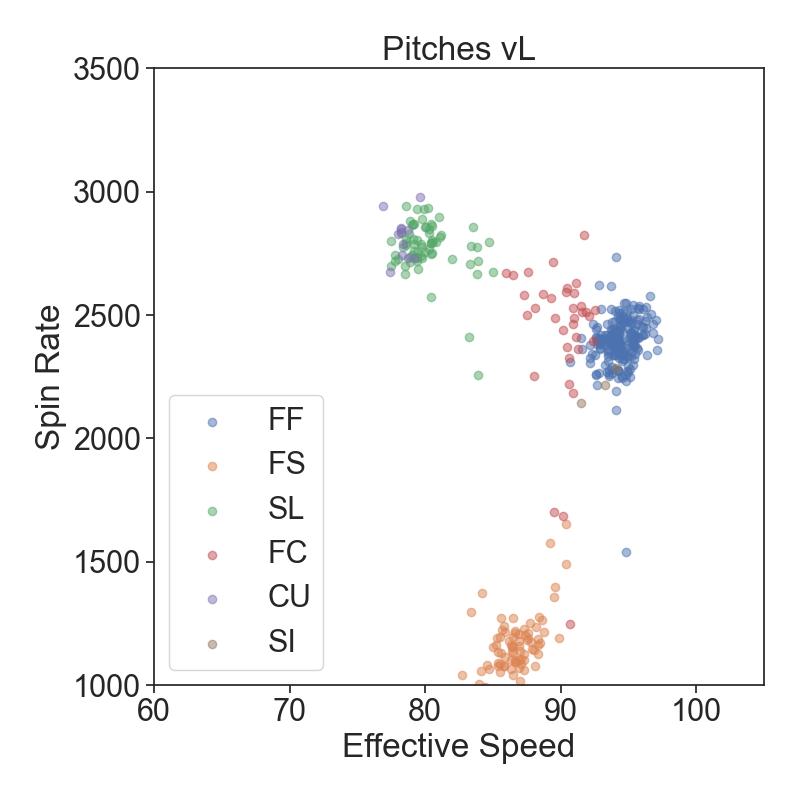 Pitches vL
3500
3000
2500
2000
1500
1000
Spin Rate
FF
FS
SL
FC
CU
SI
60 70 80 90 100
Effective Speed